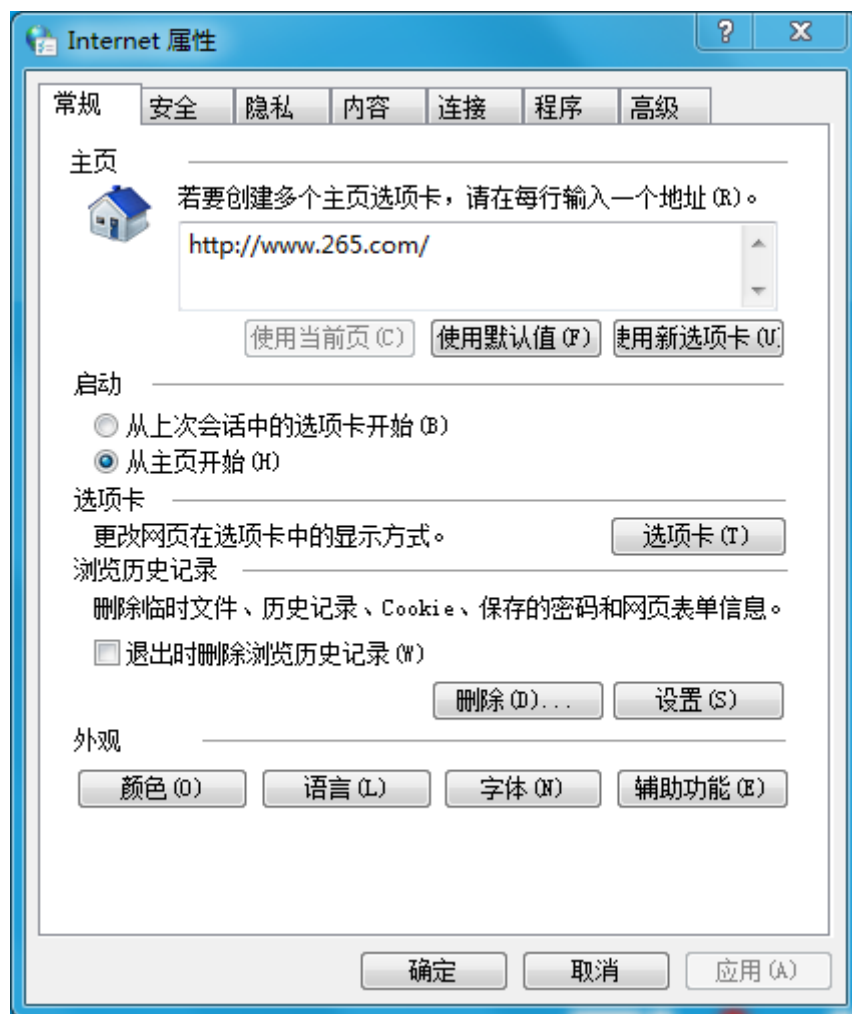 Internet 属性
常规 安全 隐私 内容 连接 程序 高级
主页
若要创建多个主页选项卡，请在每行输入一个地址(R)。
http://www.265.com/
使用当前页(C) 使用默认值(F) 使用新选项卡(U)
启动
从上次会话中的选项卡开始(B)
从主页开始(H)
选项卡
更改网页在选项卡中的显示方式。 选项卡(T)
浏览历史记录
删除临时文件、历史记录、Cookie、保存的密码和网页表单信息。
退出时删除浏览历史记录(W)
删除(D)... 设置(S)
外观
颜色(O) 语言(L) 字体(N) 辅助功能(E)
确定 取消 应用(A)